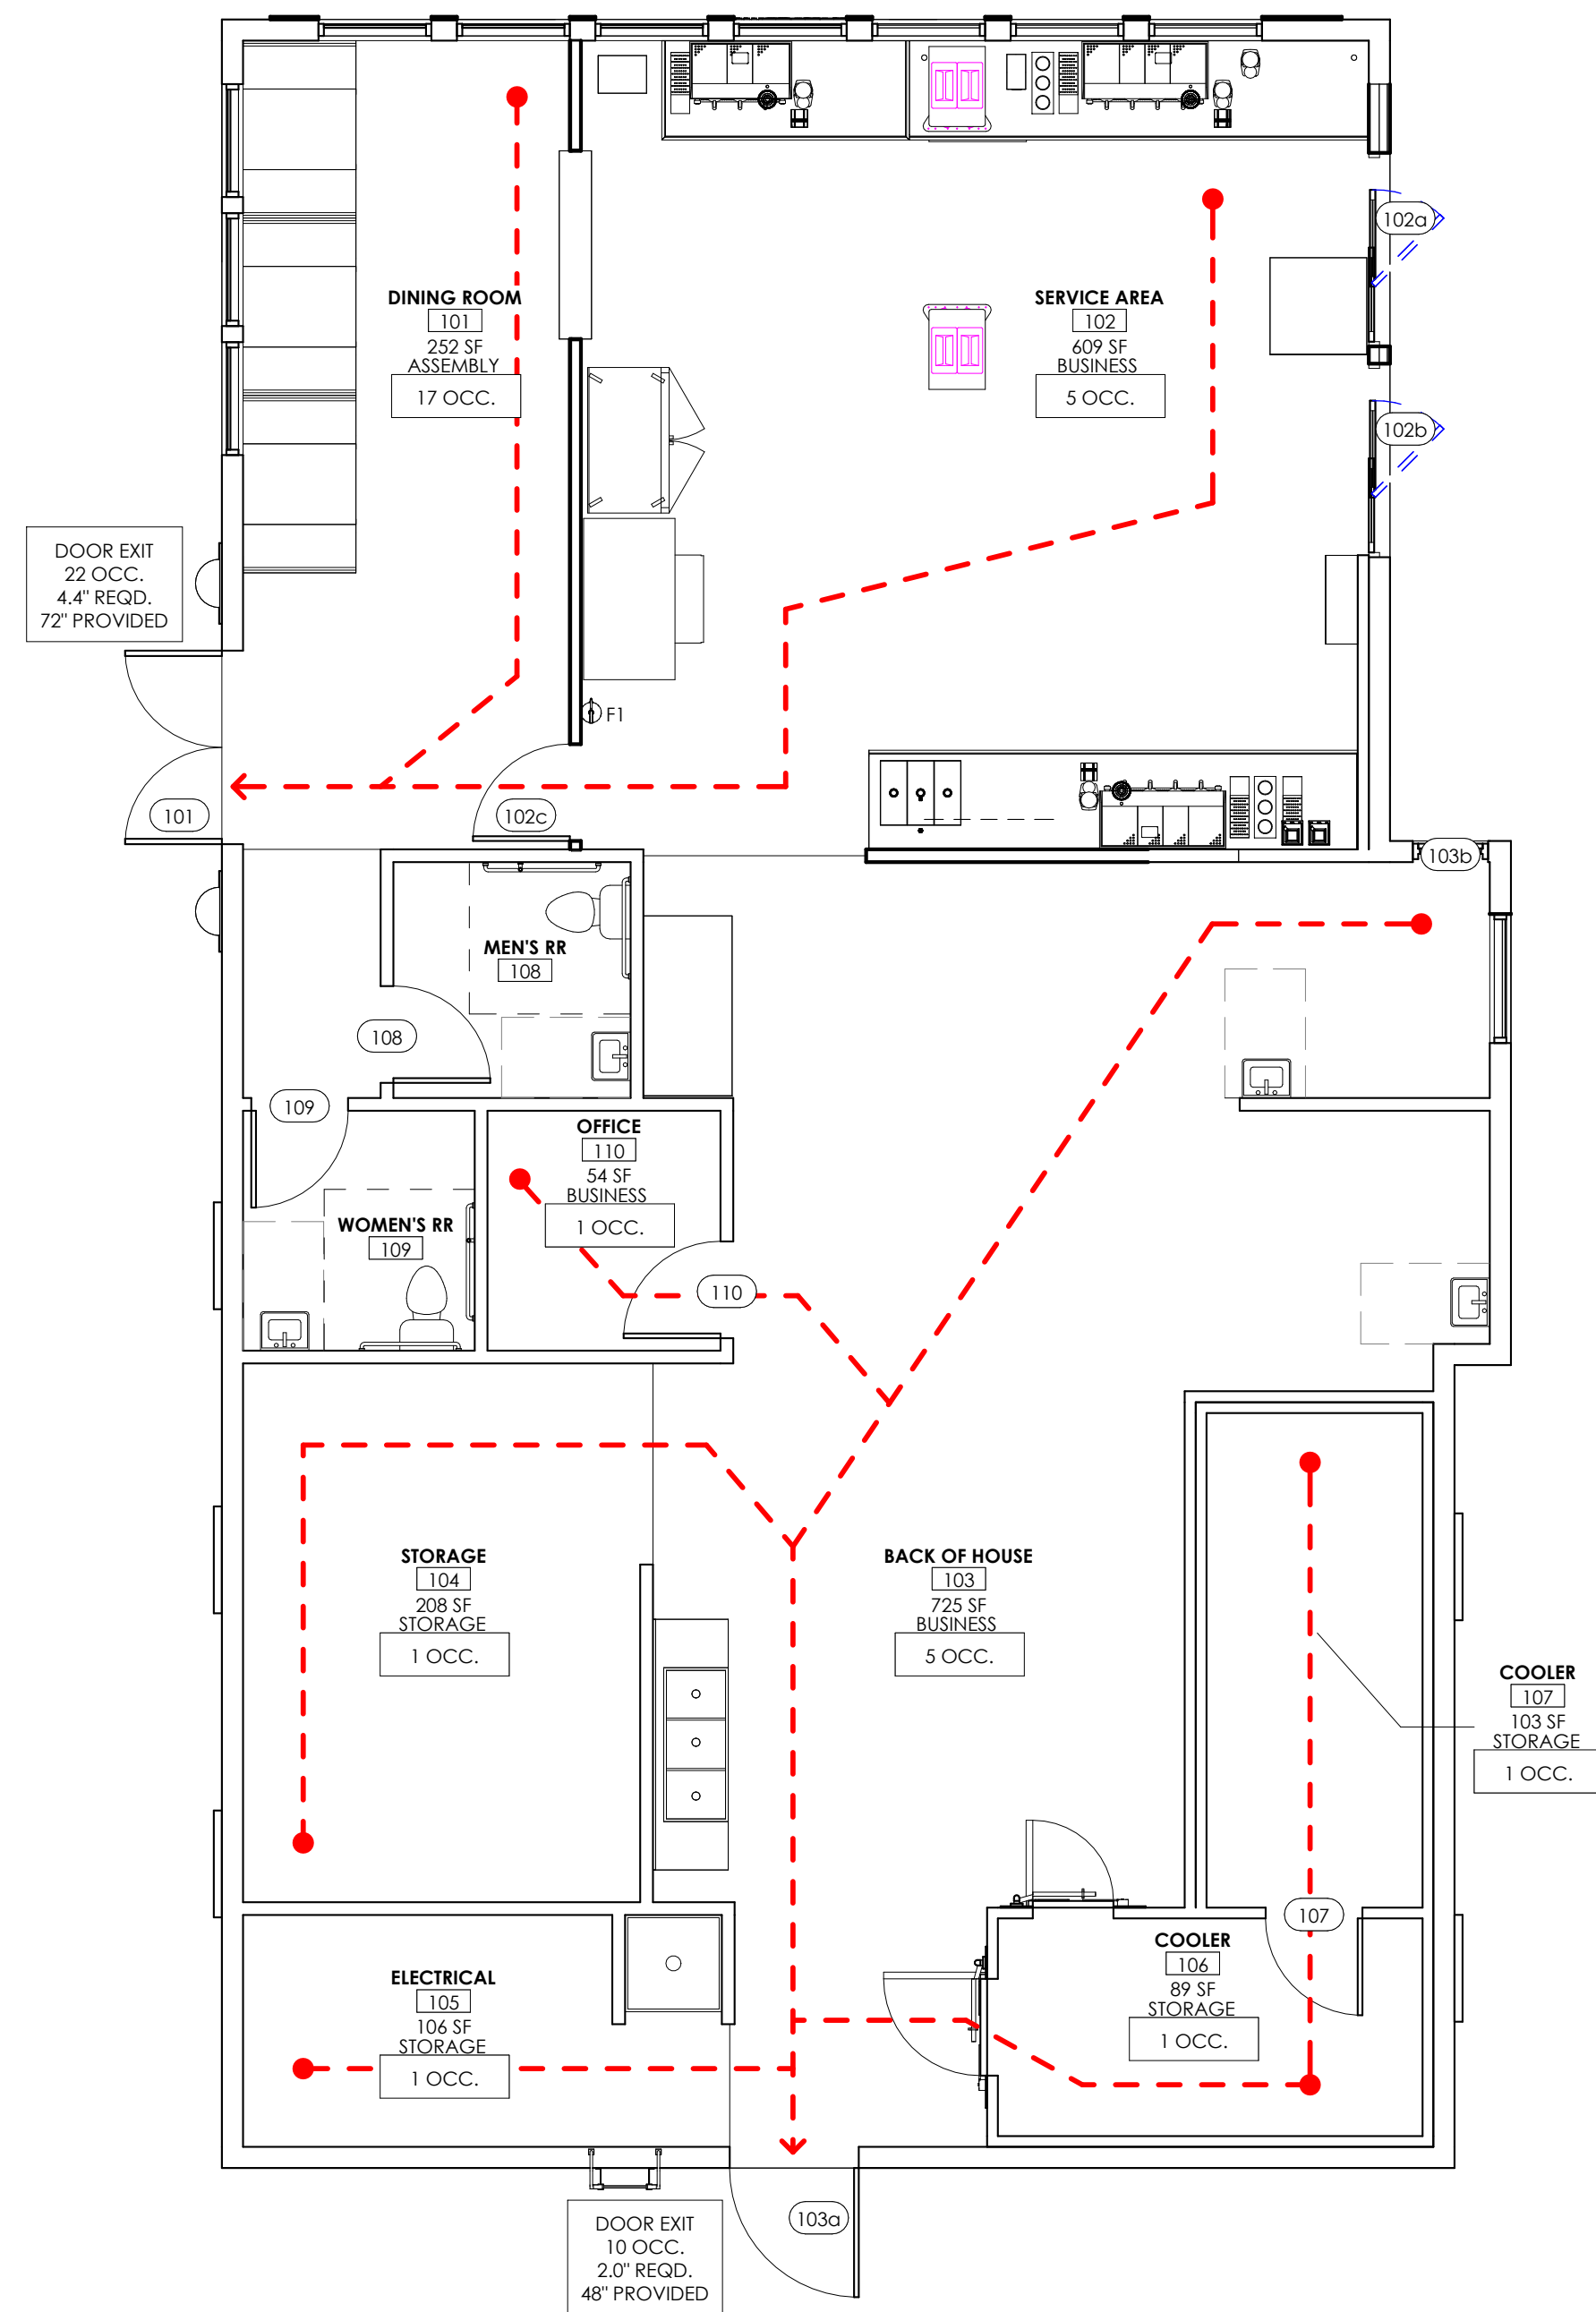 DINING ROOM
101
252 SF
ASSEMBLY
17 OCC.
SERVICE AREA
102
609 SF
BUSINESS
5 OCC.
102a
102b
DOOR EXIT
22 OCC.
4.4" REQD.
72" PROVIDED
F1
101
102c
103b
MEN'S RR
108
108
109
OFFICE
110
54 SF
BUSINESS
1 OCC.
WOMEN'S RR
109
110
STORAGE
104
208 SF
STORAGE
1 OCC.
BACK OF HOUSE
103
725 SF
BUSINESS
5 OCC.
COOLER
107
103 SF
STORAGE
1 OCC.
107
COOLER
106
89 SF
STORAGE
1 OCC.
ELECTRICAL
105
106 SF
STORAGE
1 OCC.
103a
DOOR EXIT
10 OCC.
2.0" REQD.
48" PROVIDED